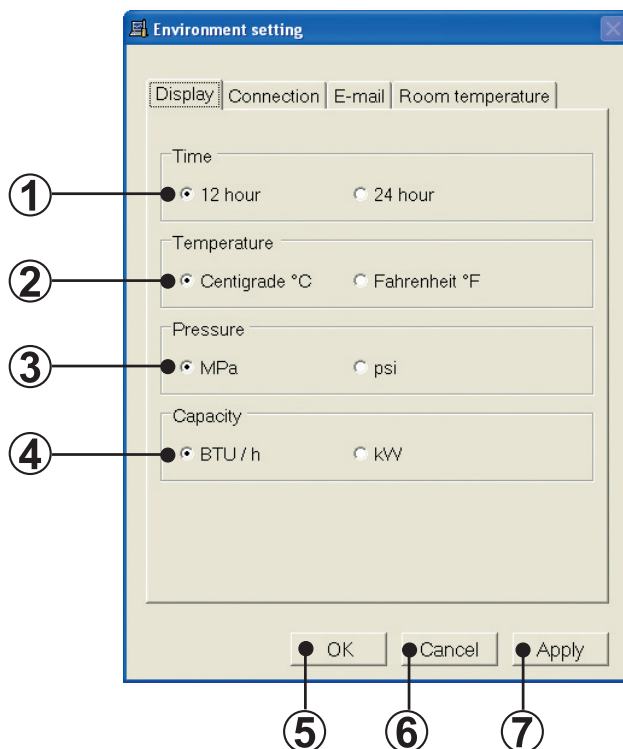 Environment setting
Display Connection E-mail Room temperature
Time
① 12 hour 24 hour
Temperature
② Centigrade °C Fahrenheit °F
Pressure
③ MPa psi
Capacity
④ BTU / h kW
OK Cancel Apply
⑤ ⑥ ⑦